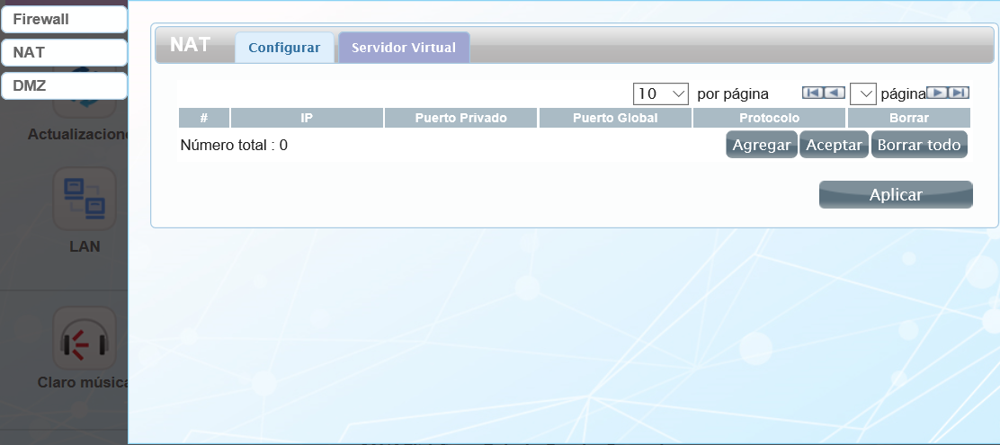 Firewall
NAT
DMZ
Actualizacione
LAN
Claro música
NAT Configurar Servidor Virtual
10 por página página
# IP Puerto Privado Puerto Global Protocolo Borrar
Número total : 0 Agregar Aceptar Borrar todo
Aplicar